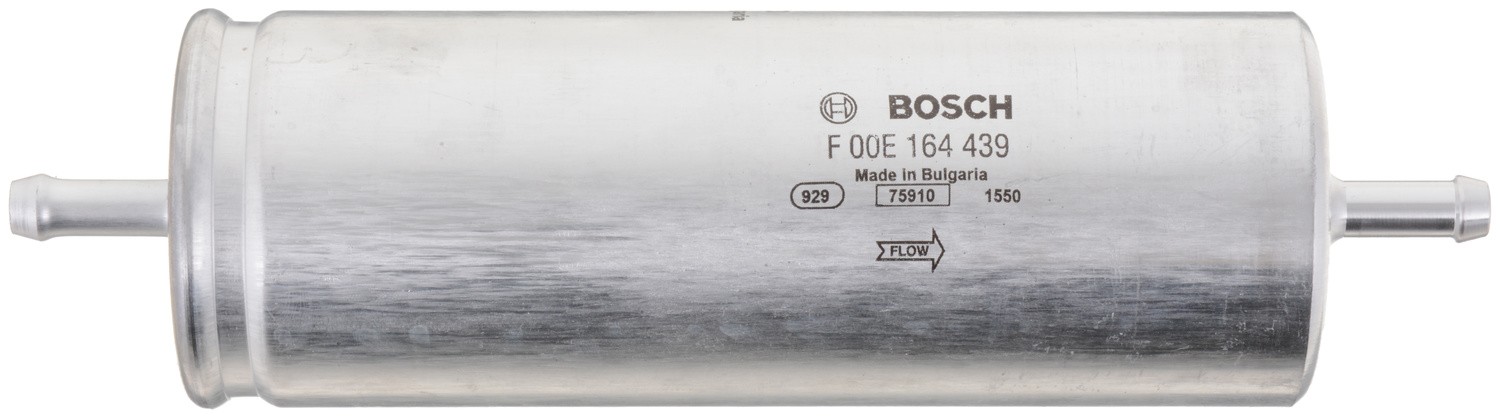 BOSCH
F 00E 164 439
Made in Bulgaria
929 75910 1550
FLOW